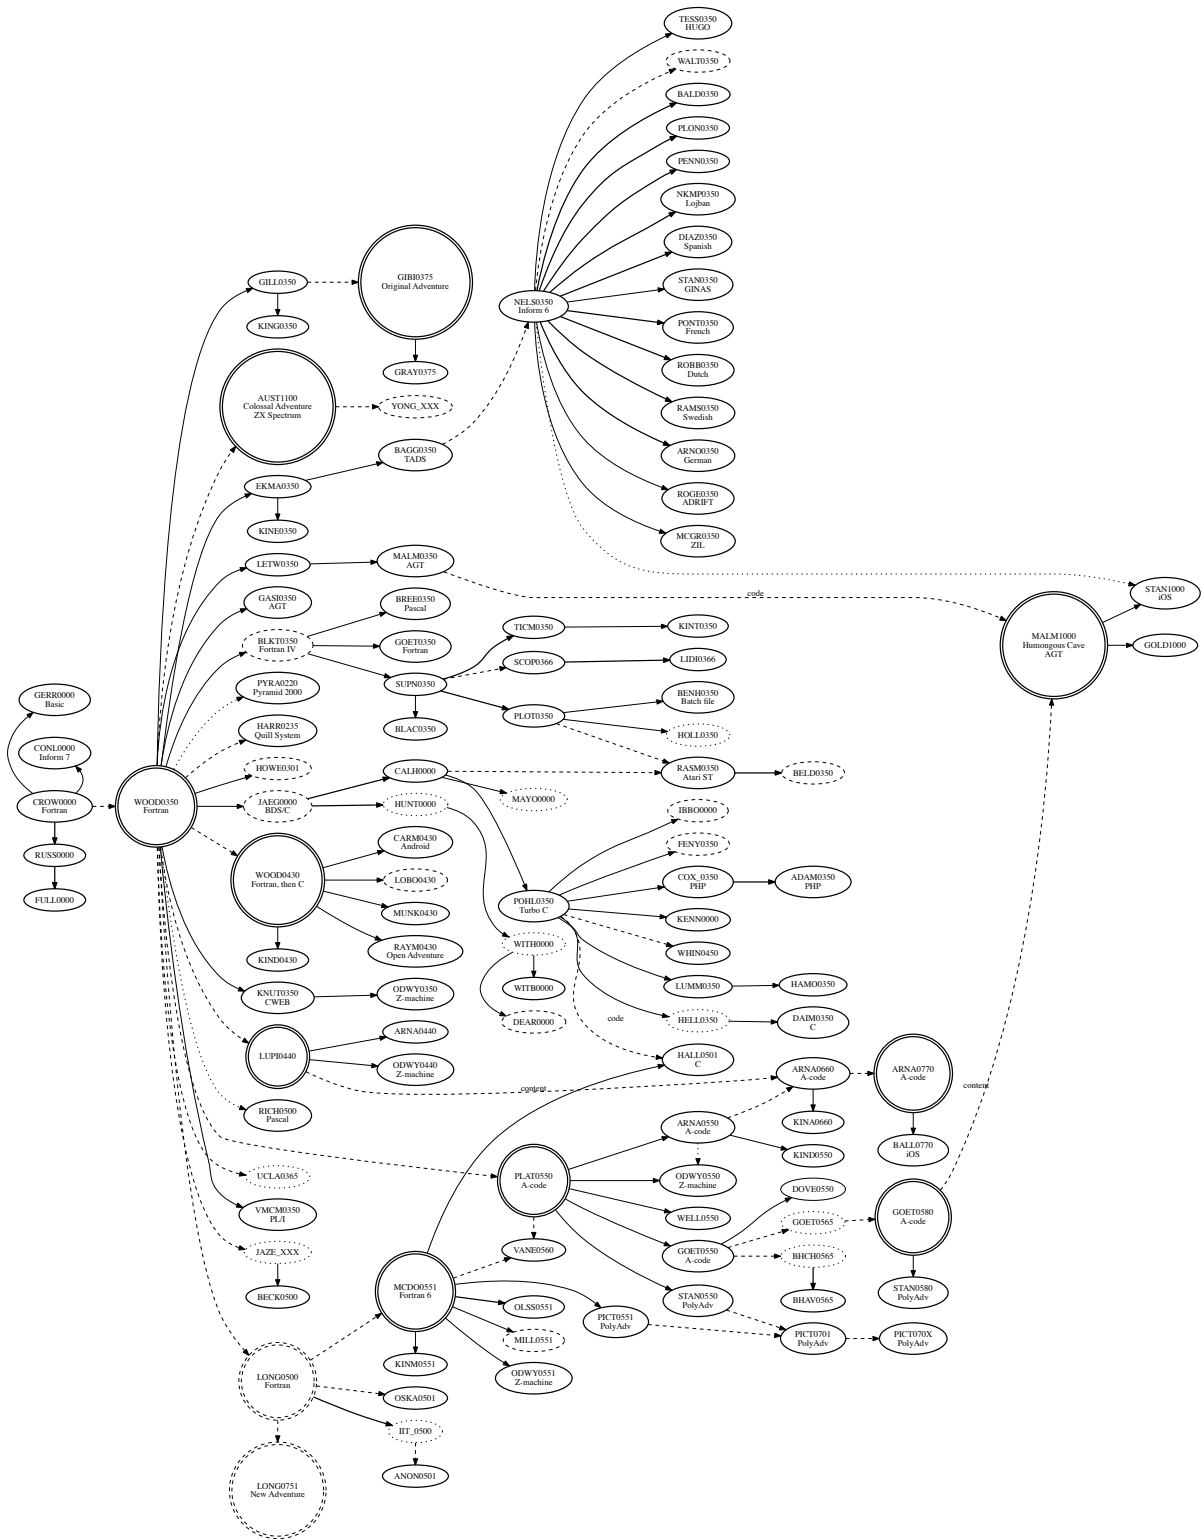 TESS0350
HUGO
WALT0350
BALD0350
PLON0350
PENN0350
NKMP0350
Lojban
DIAZ0350
Spanish
STAN0350
GINAS
PONT0350
French
ROBB0350
Dutch
RAMS0350
Swedish
ARNO0350
German
ROGE0350
ADRIFT
MCGR0350
ZIL
NELS0350
Inform 6
GIBI0375
Original Adventure
GILL0350
KING0350
GRAY0375
AUST1100
Colossal Adventure
ZX Spectrum
YONG_XXX
BAGG0350
TADS
EKMA0350
KINE0350
LETW0350
MALM0350
AGT
code
STAN1000
iOS
MALM1000
Humongous Cave
AGT
GOLD1000
GASI0350
AGT
BREE0350
Pascal
BLKT0350
Fortran IV
GOET0350
Fortran
TICM0350
KINT0350
SCOP0366
LIDI0366
SUPN0350
PYRA0220
Pyramid 2000
BENH0350
Batch file
PLOT0350
BLAC0350
HOLL0350
HARR0235
Quill System
GERR0000
Basic
CONL0000
Inform 7
HOWE0301
CALH0000
RASM0350
Atari ST
BELD0350
CROW0000
Fortran
WOOD0350
Fortran
JAEG0000
BDS/C
HUNT0000
MAYO0000
IBBO0000
RUSS0000
FULL0000
WOOD0430
Fortran, then C
CARM0430
Android
LOBO0430
MUNK0430
RAYM0430
Open Adventure
KIND0430
FENY0350
COX_0350
PHP
ADAM0350
PHP
POHL0350
Turbo C
KENN0000
WITH0000
WHIN0450
WITB0000
LUMM0350
HAMO0350
KNUT0350
CWEB
ODWY0350
Z-machine
DEAR0000
code
HELL0350
DAIM0350
C
ARNA0440
LUPI0440
ODWY0440
Z-machine
HALL0501
C
content
ARNA0660
A-code
ARNA0770
A-code
content
RICH0500
Pascal
ARNA0550
A-code
KINA0660
BALL0770
iOS
KIND0550
UCLA0365
PLAT0550
A-code
ODWY0550
Z-machine
DOVE0550
VMCM0350
PL/I
WELL0550
GOET0565
GOET0580
A-code
JAZE_XXX
VANE0560
GOET0550
A-code
BHCH0565
BECK0500
MCDO0551
Fortran 6
STAN0550
PolyAdv
BHAV0565
STAN0580
PolyAdv
OLSS0551
PICT0551
PolyAdv
MILL0551
PICT0701
PolyAdv
PICT070X
PolyAdv
KINM0551
ODWY0551
Z-machine
LONG0500
Fortran
OSKA0501
IIT_0500
ANON0501
LONG0751
New Adventure